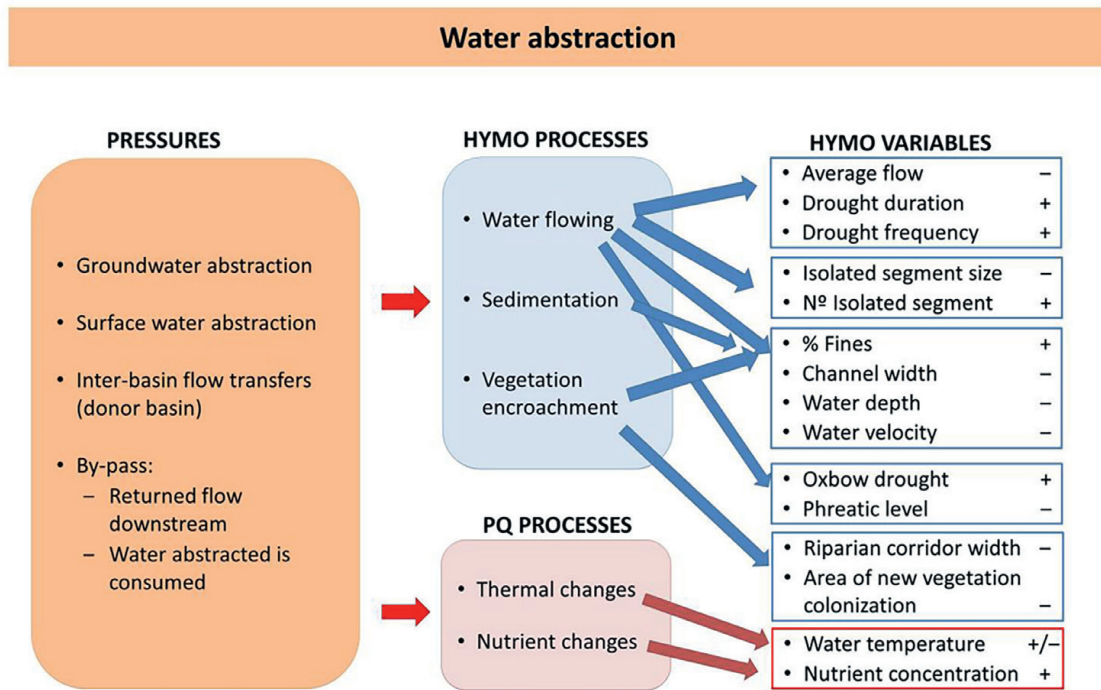 Water abstraction
PRESSURES
• Groundwater abstraction
• Surface water abstraction
• Inter-basin flow transfers
(donor basin)
• By-pass:
– Returned flow
downstream
– Water abstracted is
consumed
HYMO PROCESSES
• Water flowing
• Sedimentation
• Vegetation
encroachment
PQ PROCESSES
• Thermal changes
• Nutrient changes
HYMO VARIABLES
• Average flow –
• Drought duration +
• Drought frequency +
• Isolated segment size –
• Nº Isolated segment +
• % Fines +
• Channel width –
• Water depth –
• Water velocity –
• Oxbow drought +
• Phreatic level –
• Riparian corridor width –
• Area of new vegetation
colonization –
• Water temperature +/–
• Nutrient concentration +